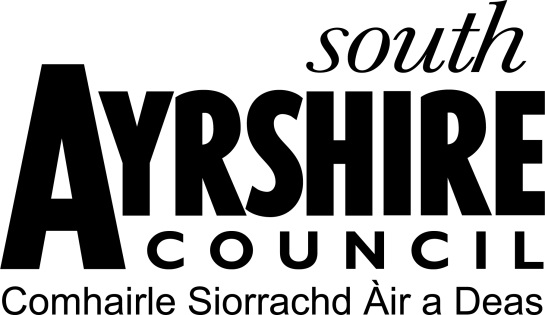 south
AYRSHIRE
COUNCIL
Comhairle Siorrachd Àir a Deas